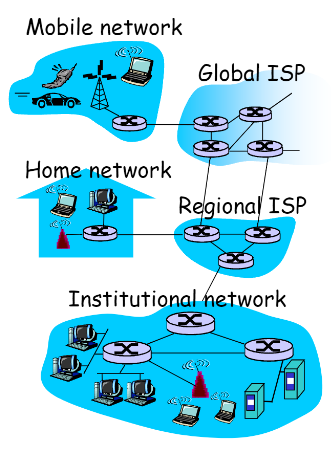 Mobile network
Global ISP
Home network
Regional ISP
Institutional network